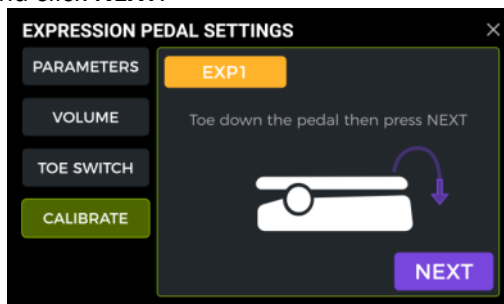 EXPRESSION PEDAL SETTINGS ×
PARAMETERS
EXP1
VOLUME
Toe down the pedal then press NEXT
TOE SWITCH
CALIBRATE
NEXT